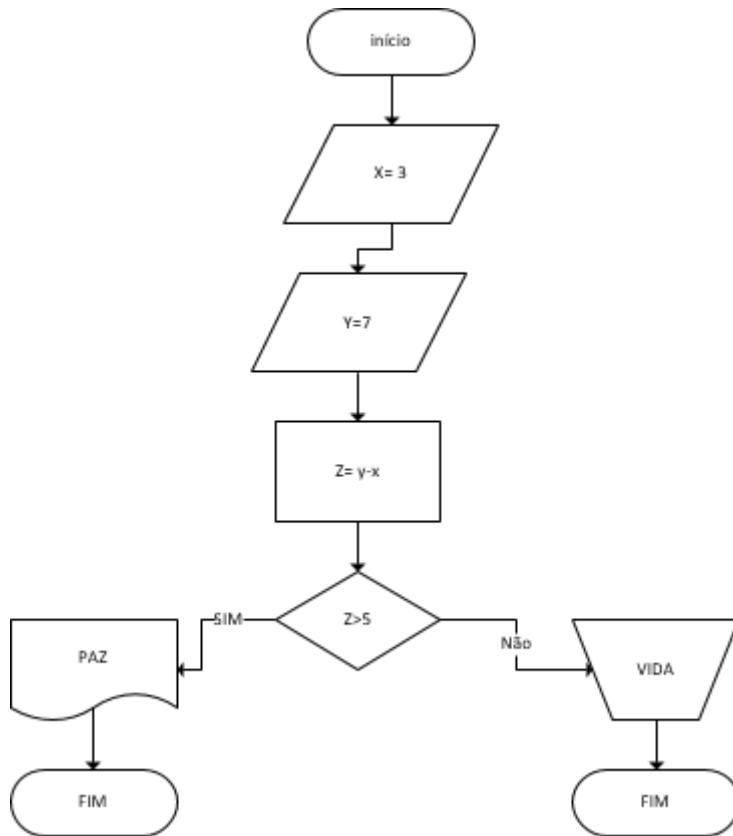 início
X= 3
Y=7
Z= y-x
Z>5
SIM
Não
PAZ
VIDA
FIM
FIM